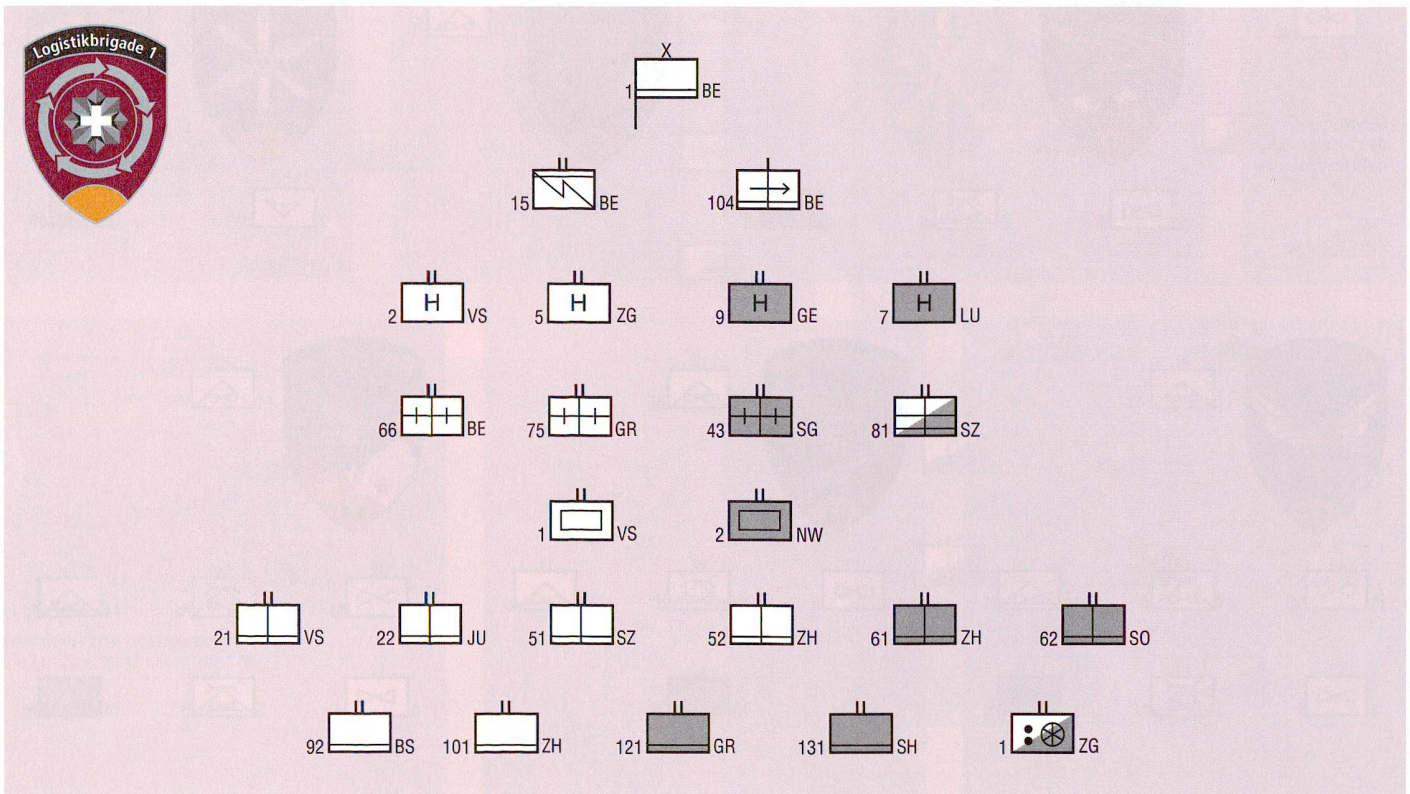 Logistikbrigade 1
X
1 BE
15 BE
104 BE
2 H VS
5 H ZG
9 H GE
7 H LU
66 BE
75 GR
43 SG
81 SZ
1 VS
2 NW
21 VS
22 JU
51 SZ
52 ZH
61 ZH
62 SO
92 BS
101 ZH
121 GR
131 SH
1 ZG